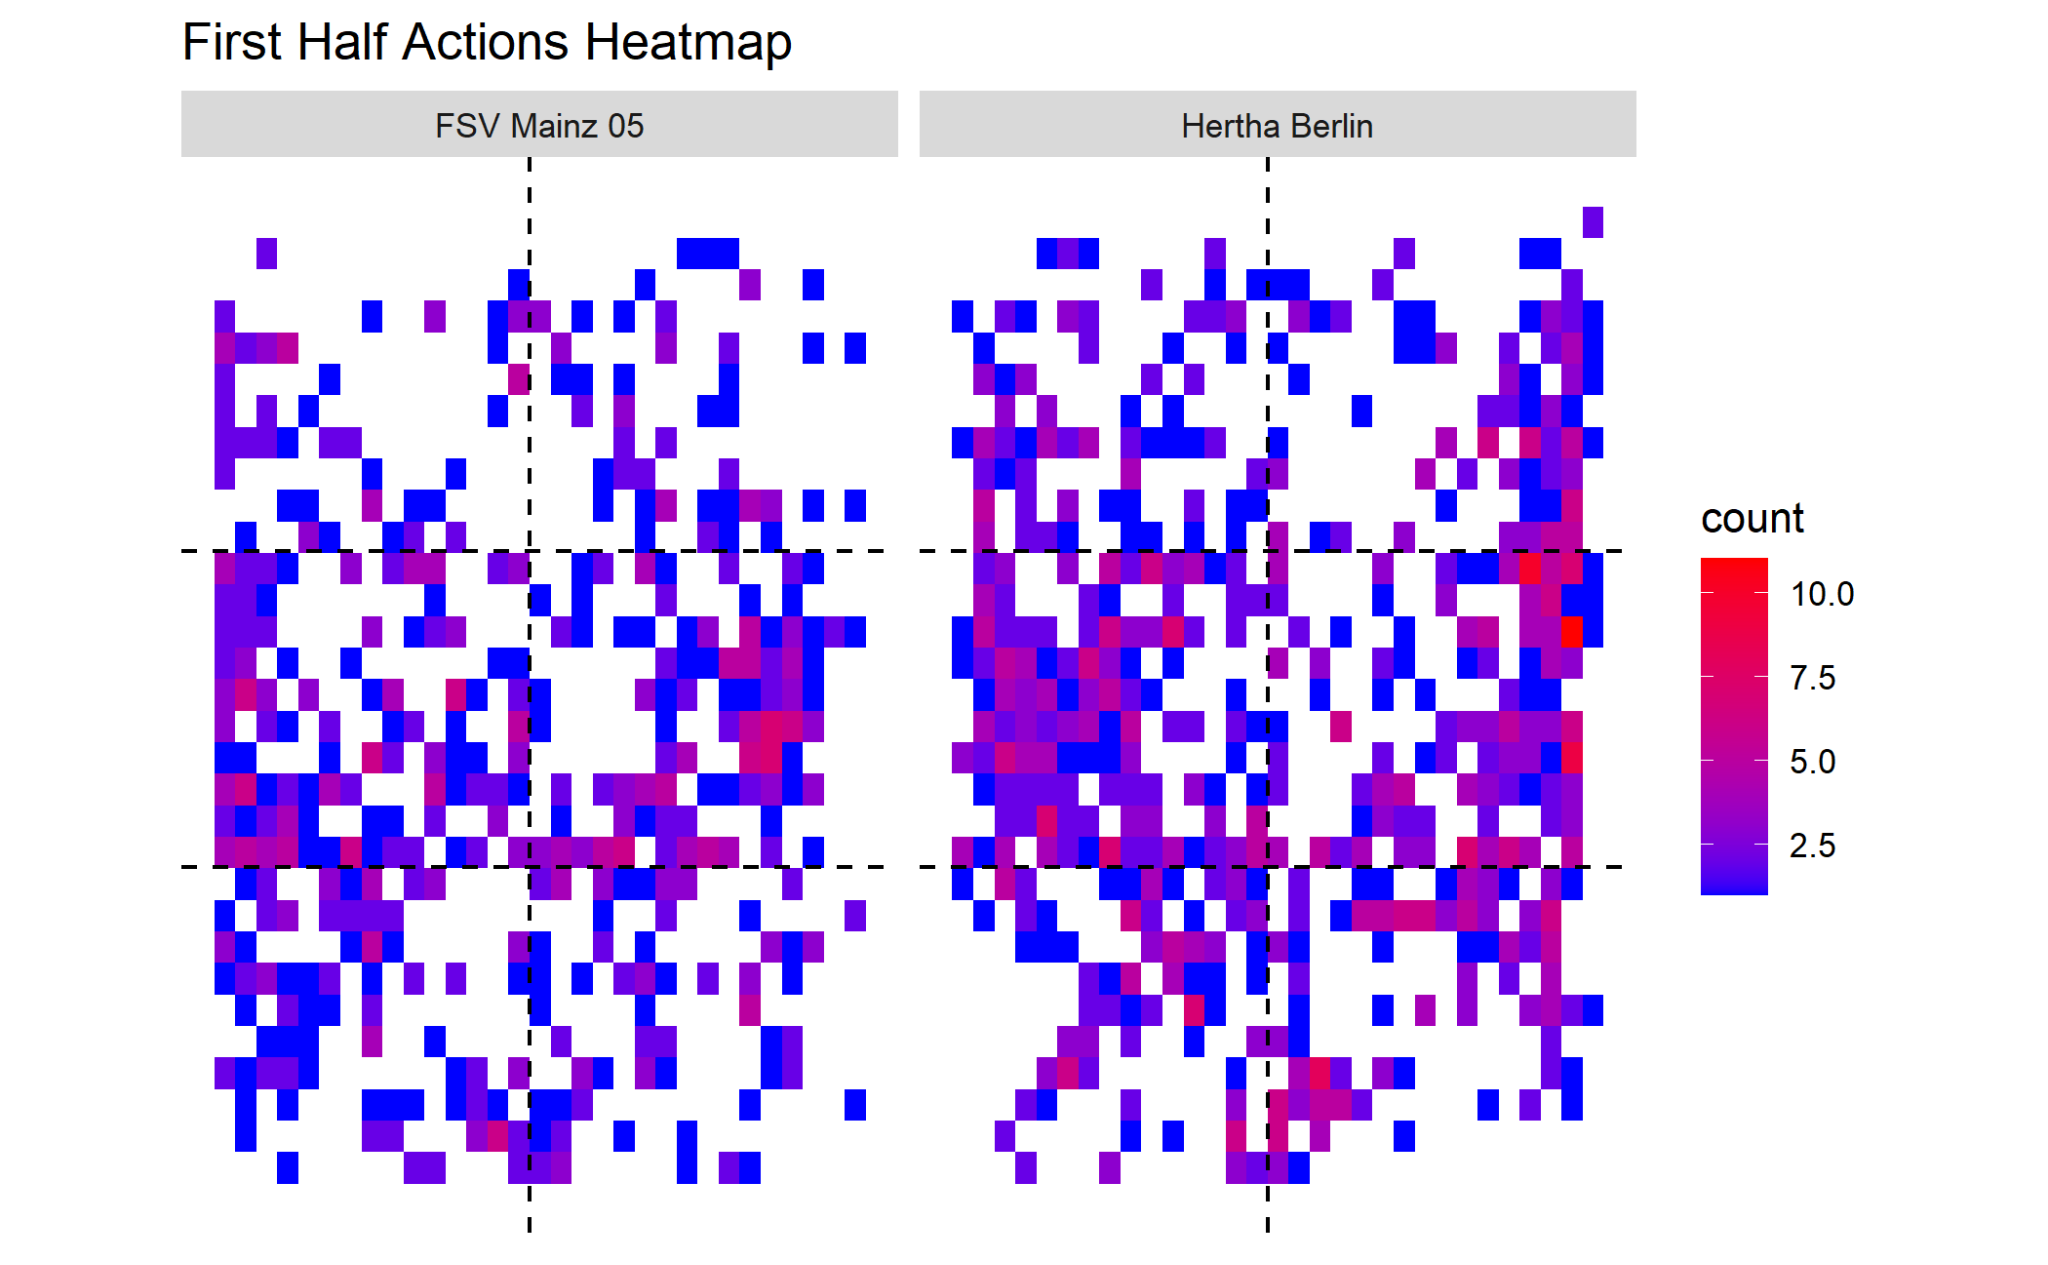 First Half Actions Heatmap
FSV Mainz 05
Hertha Berlin
count
10.0
7.5
5.0
2.5